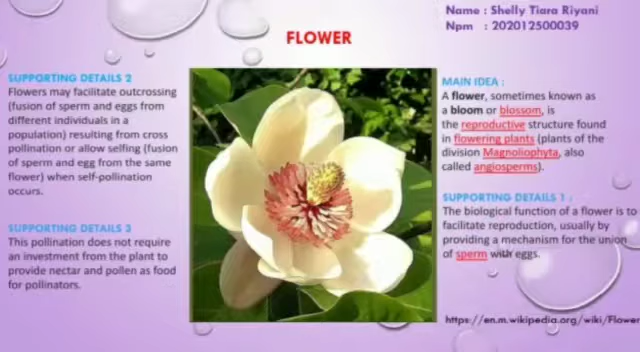 Name : Shelly Tiara Riyani
Npm : 202012500039
FLOWER
SUPPORTING DETAILS 2
Flowers may facilitate outcrossing
(fusion of sperm and eggs from
different individuals in a
population) resulting from cross
pollination or allow selfing (fusion
of sperm and egg from the same
flower) when self-pollination
occurs.
SUPPORTING DETAILS 3
This pollination does not require
an investment from the plant to
provide nectar and pollen as food
for pollinators.
MAIN IDEA :
A flower, sometimes known as
a bloom or blossom, is
the reproductive structure found
in flowering plants (plants of the
division Magnoliophyta, also
called angiosperms).
SUPPORTING DETAILS 1 :
The biological function of a flower is to
facilitate reproduction, usually by
providing a mechanism for the union
of sperm with eggs.
https://en.m.wikipedia.org/wiki/Flower